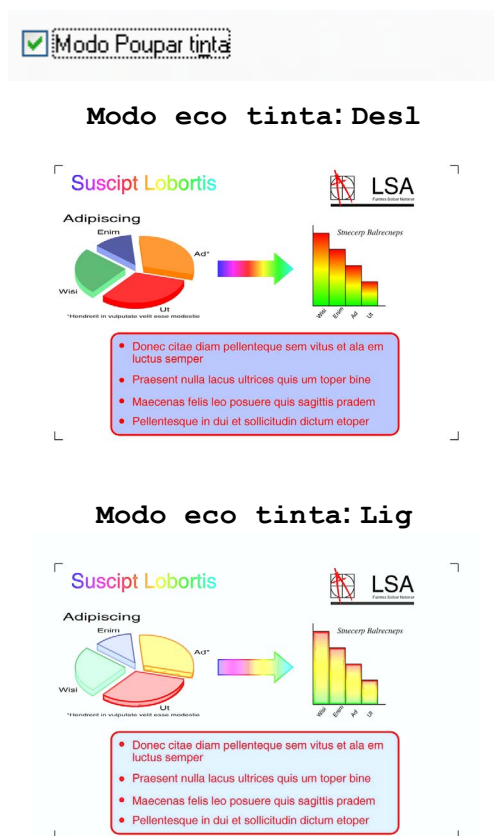 Modo Poupar tinta
Modo eco tinta: Desl
Suscipt Lobortis
LSA
Adipiscing
Enim
Ad*
Wisi
Ut
*Hendrerit in vulputate velit esse modestie
Smecerp Balrecneps
Wisi
Enim
Ad
Ut
• Donec citae diam pellenteque sem vitus et ala em
luctus semper
• Praesent nulla lacus ultrices quis um toper bine
• Maecenas felis leo posuere quis sagittis pradem
• Pellentesque in dui et sollicitudin dictum etoper
Modo eco tinta: Lig
Suscipt Lobortis
LSA
Adipiscing
Enim
Ad*
Wisi
Ut
*Hendrerit in vulputate velit esse modestie
Smecerp Balrecneps
Wisi
Enim
Ad
Ut
• Donec citae diam pellenteque sem vitus et ala em
luctus semper
• Praesent nulla lacus ultrices quis um toper bine
• Maecenas felis leo posuere quis sagittis pradem
• Pellentesque in dui et sollicitudin dictum etoper